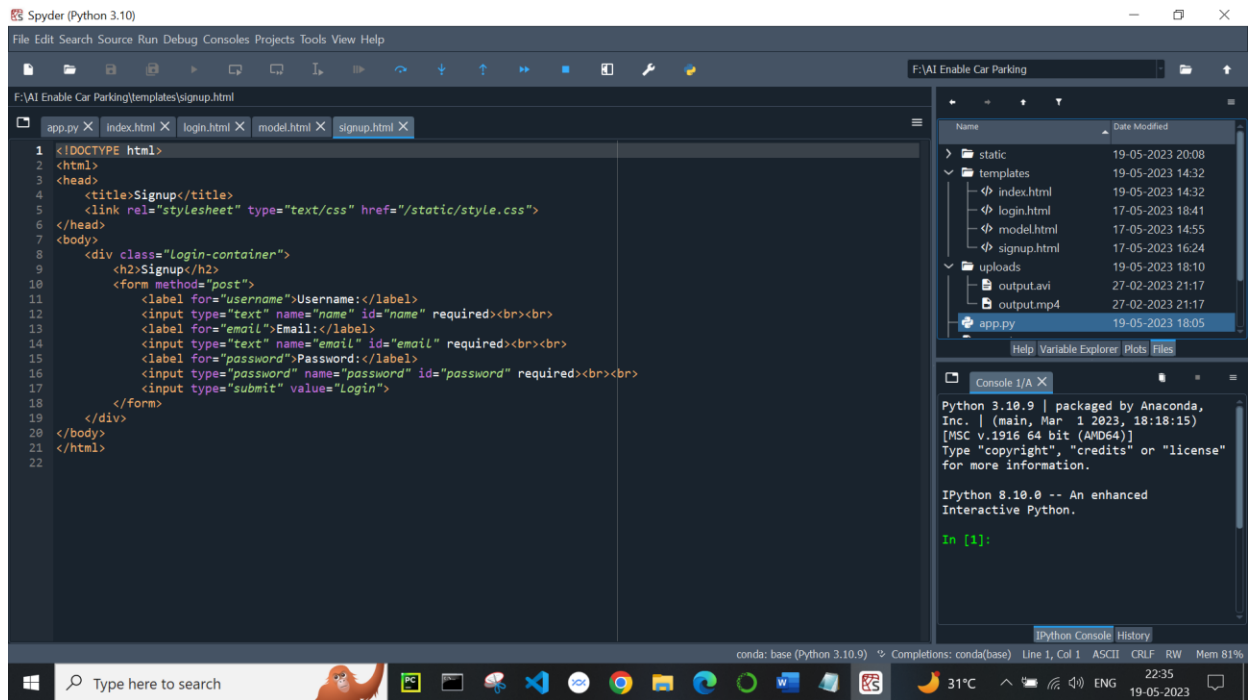 Spyder (Python 3.10)
File Edit Search Source Run Debug Consoles Projects Tools View Help
F:\AI Enable Car Parking
F:\AI Enable Car Parking\templates\signup.html
app.py index.html login.html model.html signup.html
1 <!DOCTYPE html>
2 <html>
3 <head>
4 <title>Signup</title>
5 <link rel="stylesheet" type="text/css" href="/static/style.css">
6 </head>
7 <body>
8 <div class="login-container">
9 <h2>Signup</h2>
10 <form method="post">
11 <label for="username">Username:</label>
12 <input type="text" name="name" id="name" required><br><br>
13 <label for="email">Email:</label>
14 <input type="text" name="email" id="email" required><br><br>
15 <label for="password">Password:</label>
16 <input type="password" name="password" id="password" required><br><br>
17 <input type="submit" value="Login">
18 </form>
19 </div>
20 </body>
21 </html>
22
Name Date Modified
static 19-05-2023 20:08
templates 19-05-2023 14:32
index.html 19-05-2023 14:32
login.html 17-05-2023 18:41
model.html 17-05-2023 14:55
signup.html 17-05-2023 16:24
uploads 19-05-2023 18:10
output.avi 27-02-2023 21:17
output.mp4 27-02-2023 21:17
app.py 19-05-2023 18:05
Help Variable Explorer Plots Files
Console 1/A
Python 3.10.9 | packaged by Anaconda,
Inc. | (main, Mar 1 2023, 18:18:15)
[MSC v.1916 64 bit (AMD64)]
Type "copyright", "credits" or "license"
for more information.
IPython 8.10.0 -- An enhanced
Interactive Python.
In [1]:
IPython Console History
conda: base (Python 3.10.9) Completions: conda(base) Line 1, Col 1 ASCII CRLF RW Mem 81%
Type here to search
PC
31°C
ENG
22:35
19-05-2023